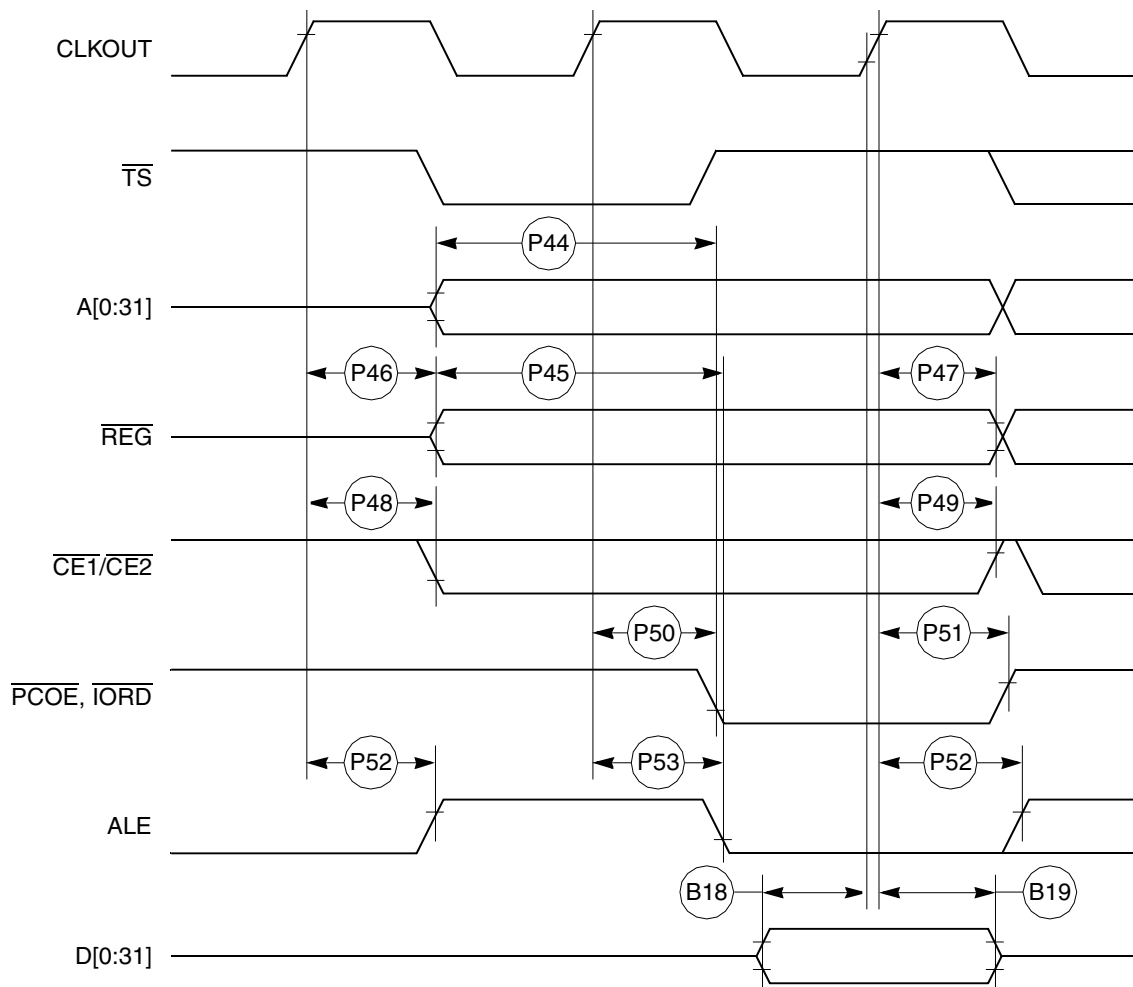 CLKOUT
TS
P44
A[0:31]
P46 P45 P47
REG
P48 P49
CE1/CE2
P50 P51
PCOE, IORD
P52 P53 P52
ALE
B18 B19
D[0:31]